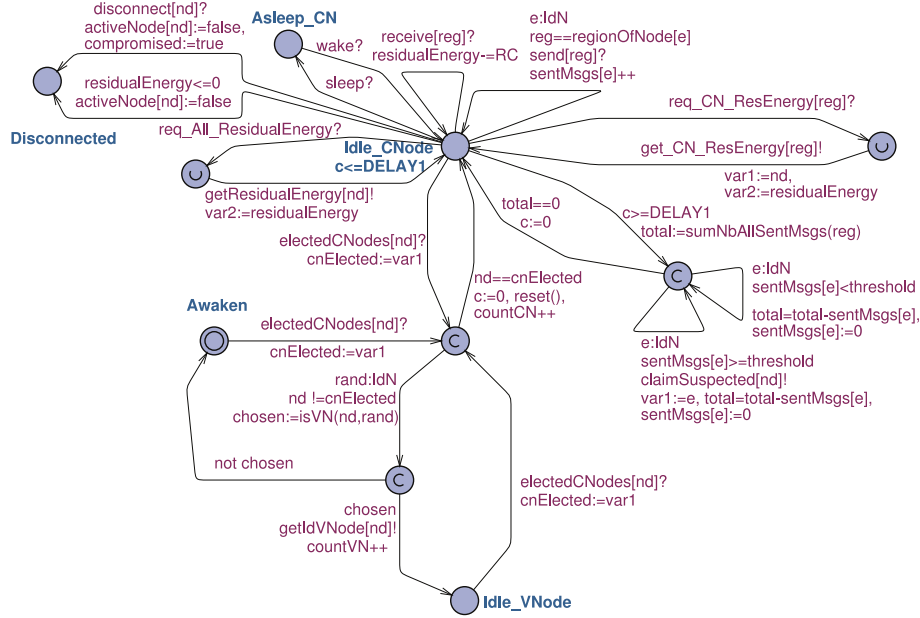 disconnect[nd]?
activeNode[nd]:=false,
compromised:=true
Asleep_CN
wake?
sleep?
receive[reg]?
residualEnergy-=RC
e:IdN
reg==regionOfNode[e]
send[reg]?
sentMsgs[e]++
residualEnergy<=0
activeNode[nd]:=false
Disconnected
req_All_ResidualEnergy?
Idle_CNode
c<=DELAY1
req_CN_ResEnergy[reg]?
get_CN_ResEnergy[reg]!
var1:=nd,
var2:=residualEnergy
getResidualEnergy[nd]!
var2:=residualEnergy
total==0
c:=0
c>=DELAY1
total:=sumNbAllSentMsgs(reg)
electedCNodes[nd]?
cnElected:=var1
nd==cnElected
c:=0, reset(),
countCN++
C
e:IdN
sentMsgs[e]<threshold
total=total-sentMsgs[e],
sentMsgs[e]:=0
Awaken
electedCNodes[nd]?
cnElected:=var1
C
e:IdN
sentMsgs[e]>=threshold
claimSuspected[nd]!
var1:=e, total=total-sentMsgs[e],
sentMsgs[e]:=0
rand:IdN
nd !=cnElected
chosen:=isVN(nd,rand)
not chosen
C
electedCNodes[nd]?
cnElected:=var1
chosen
getIdVNode[nd]!
countVN++
Idle_VNode